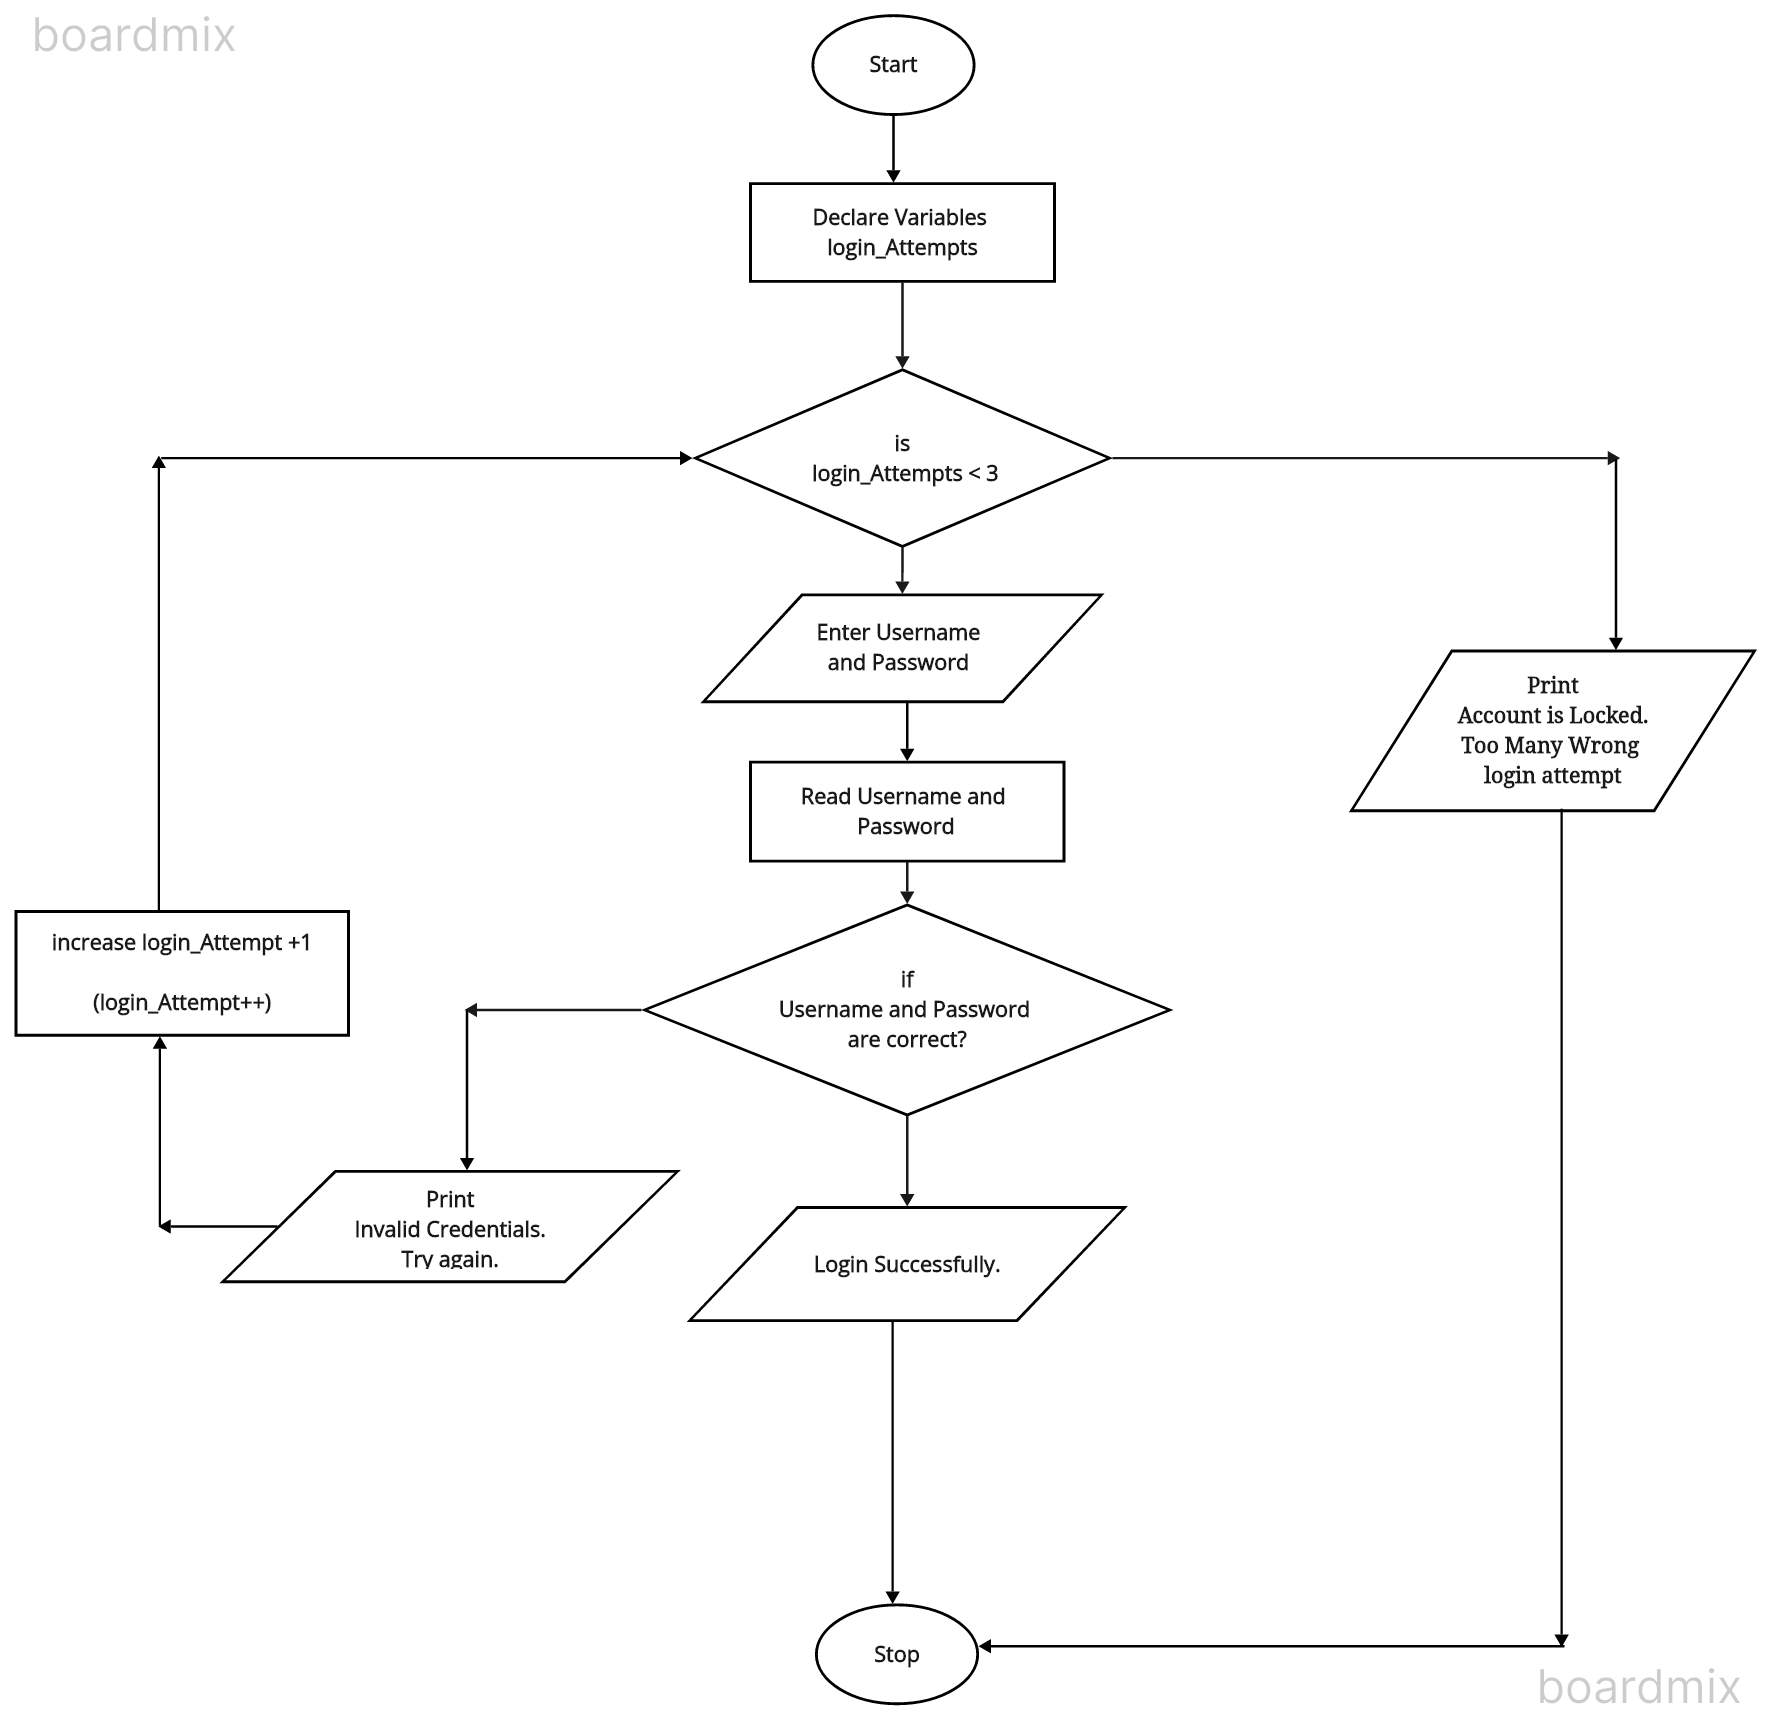 boardmix
Start
Declare Variables
login_Attempts
is
login_Attempts < 3
Enter Username
and Password
Print
Account is Locked.
Too Many Wrong
login attempt
Read Username and
Password
increase login_Attempt +1
(login_Attempt++)
if
Username and Password
are correct?
Print
Invalid Credentials.
Try again.
Login Successfully.
Stop
boardmix